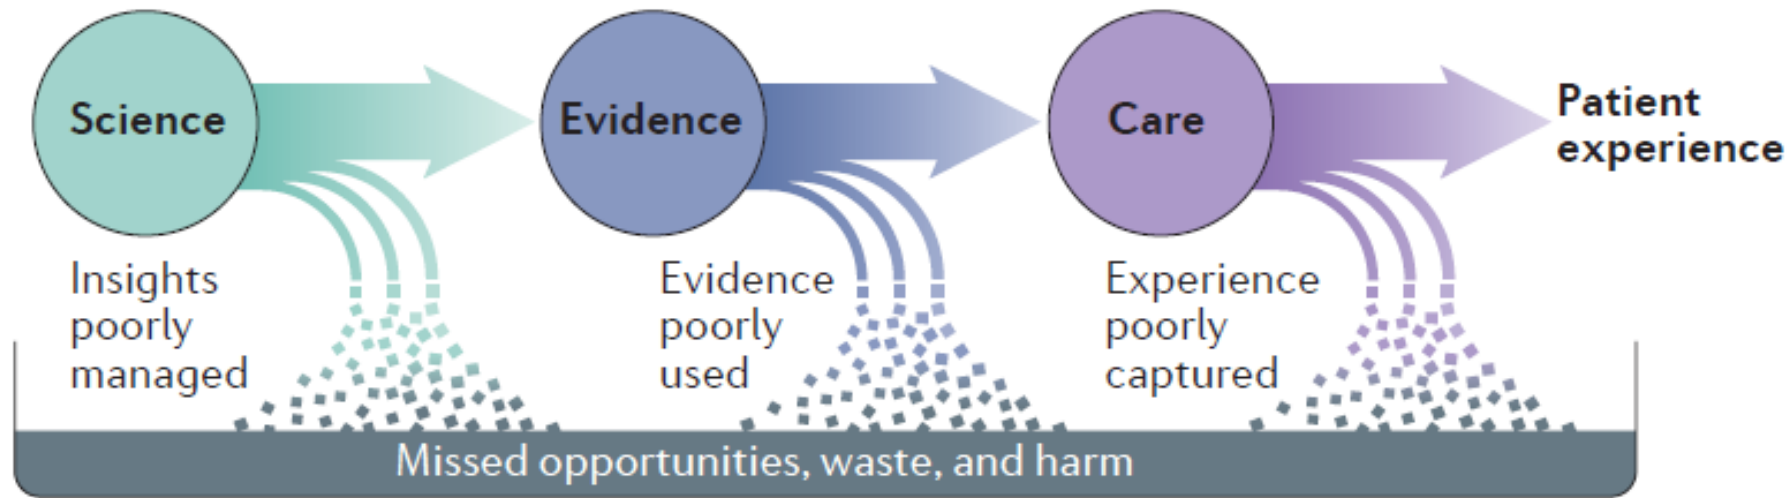 Science
Evidence
Care
Patient
experience
Insights
poorly
managed
Evidence
poorly
used
Experience
poorly
captured
Missed opportunities, waste, and harm